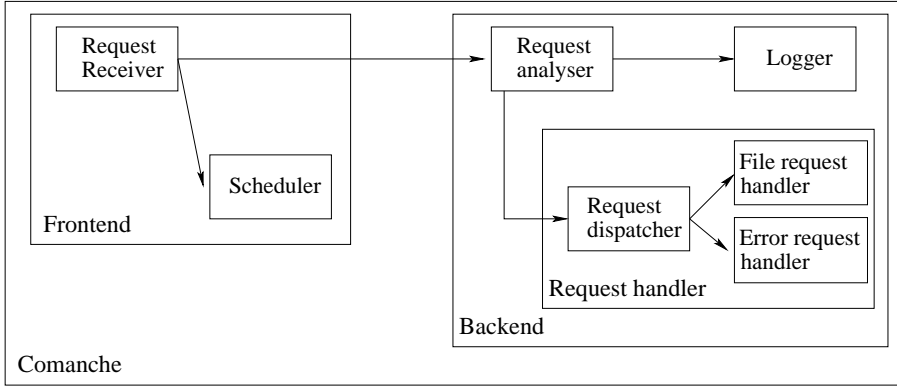 Request
Receiver
Request
analyser
Logger
Scheduler
File request
handler
Request
dispatcher
Error request
handler
Frontend
Request handler
Backend
Comanche